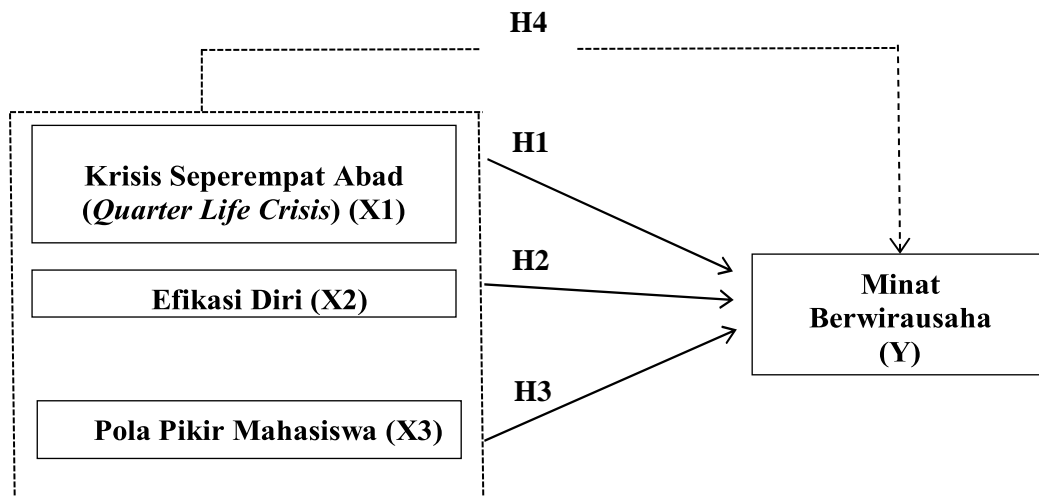 H4
H1
Krisis Seperempat Abad
(Quarter Life Crisis) (X1)
H2
Efikasi Diri (X2)
Minat
Berwirausaha
(Y)
H3
Pola Pikir Mahasiswa (X3)